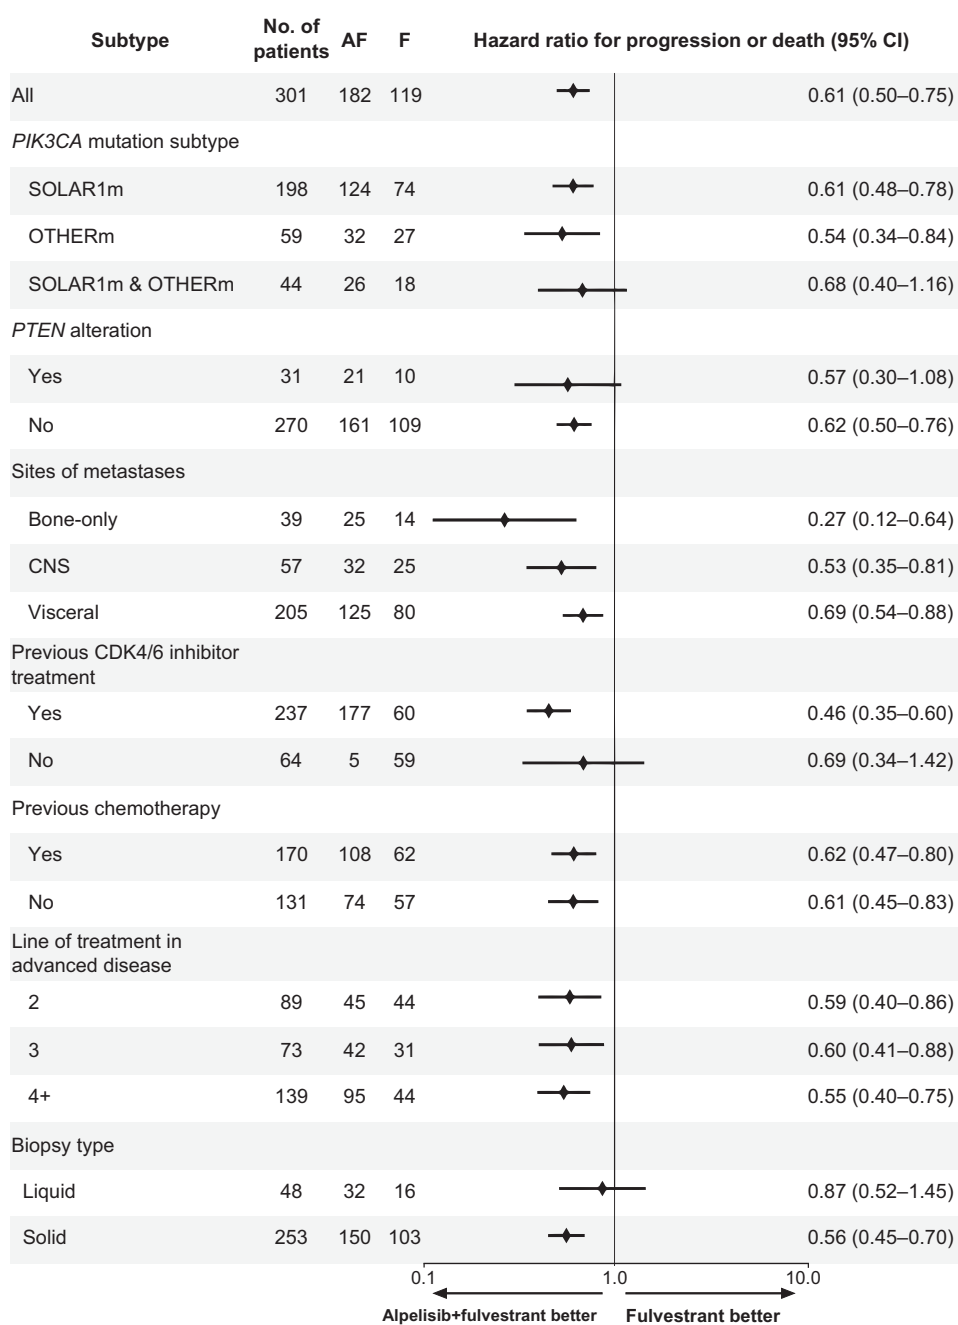 Subtype No. of patients AF F Hazard ratio for progression or death (95% CI)
All 301 182 119 0.61 (0.50–0.75)
PIK3CA mutation subtype
SOLAR1m 198 124 74 0.61 (0.48–0.78)
OTHERm 59 32 27 0.54 (0.34–0.84)
SOLAR1m & OTHERm 44 26 18 0.68 (0.40–1.16)
PTEN alteration
Yes 31 21 10 0.57 (0.30–1.08)
No 270 161 109 0.62 (0.50–0.76)
Sites of metastases
Bone-only 39 25 14 0.27 (0.12–0.64)
CNS 57 32 25 0.53 (0.35–0.81)
Visceral 205 125 80 0.69 (0.54–0.88)
Previous CDK4/6 inhibitor
treatment
Yes 237 177 60 0.46 (0.35–0.60)
No 64 5 59 0.69 (0.34–1.42)
Previous chemotherapy
Yes 170 108 62 0.62 (0.47–0.80)
No 131 74 57 0.61 (0.45–0.83)
Line of treatment in
advanced disease
2 89 45 44 0.59 (0.40–0.86)
3 73 42 31 0.60 (0.41–0.88)
4+ 139 95 44 0.55 (0.40–0.75)
Biopsy type
Liquid 48 32 16 0.87 (0.52–1.45)
Solid 253 150 103 0.56 (0.45–0.70)
0.1 1.0 10.0
Alpelisib+fulvestrant better Fulvestrant better